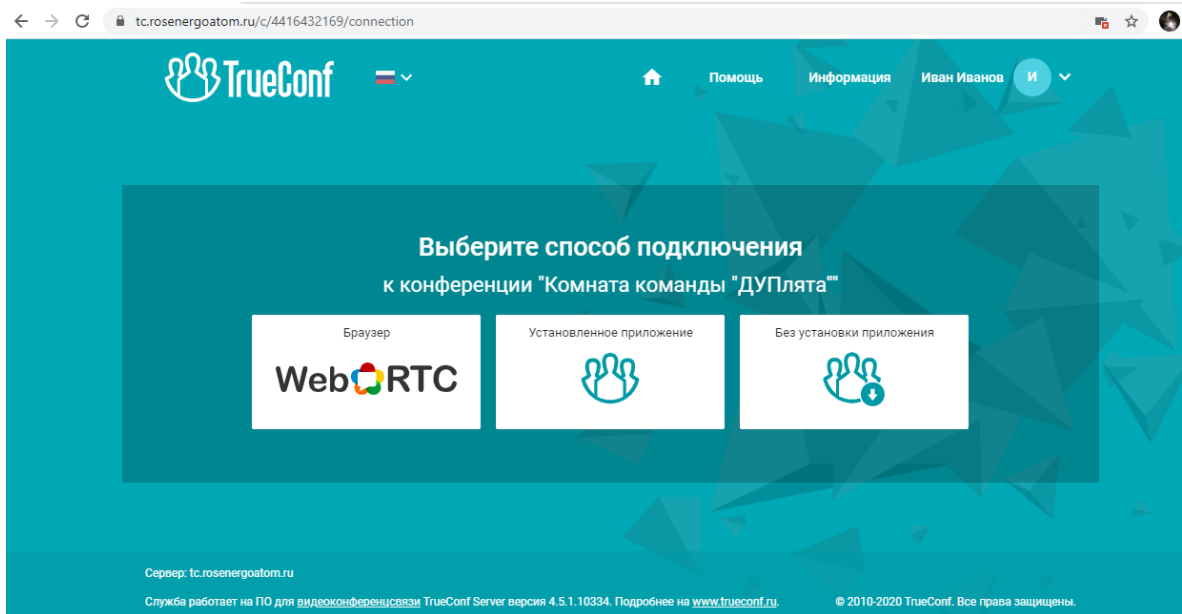 tc.rosenergoatom.ru/c/4416432169/connection
TrueConf
Помощь
Информация
Иван Иванов
И
Выберите способ подключения
к конференции "Комната команды "ДУПлята""
Браузер
WebRTC
Установленное приложение
Без установки приложения
Сервер: tc.rosenergoatom.ru
Служба работает на ПО для видеоконференцсвязи TrueConf Server версия 4.5.1.10334. Подробнее на www.trueconf.ru.
© 2010-2020 TrueConf. Все права защищены.